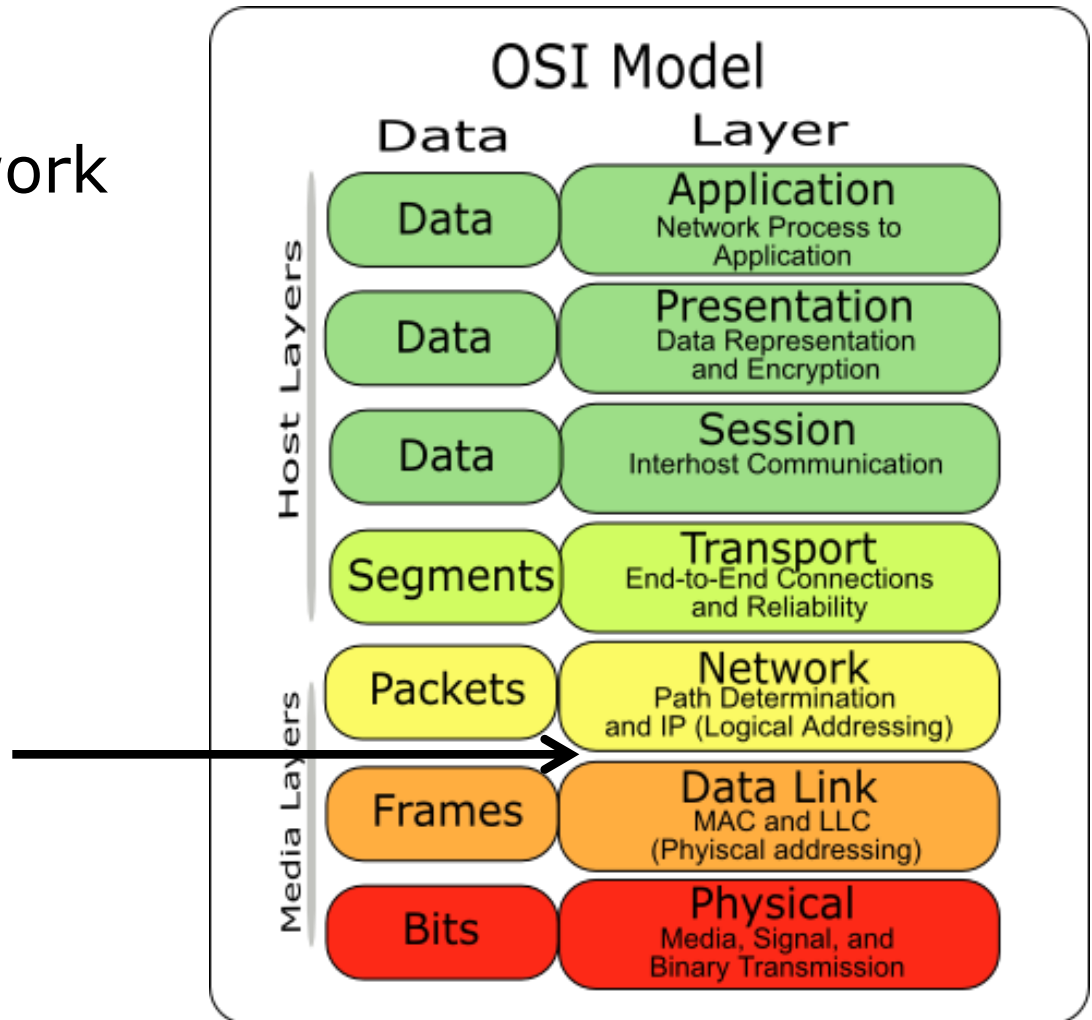 OSI Model
Data
Layer
work
Host Layers
Data
Application
Network Process to
Application
Data
Presentation
Data Representation
and Encryption
Data
Session
Interhost Communication
Segments
Transport
End-to-End Connections
and Reliability
Media Layers
Packets
Network
Path Determination
and IP (Logical Addressing)
Frames
Data Link
MAC and LLC
(Phyiscal addressing)
Bits
Physical
Media, Signal, and
Binary Transmission